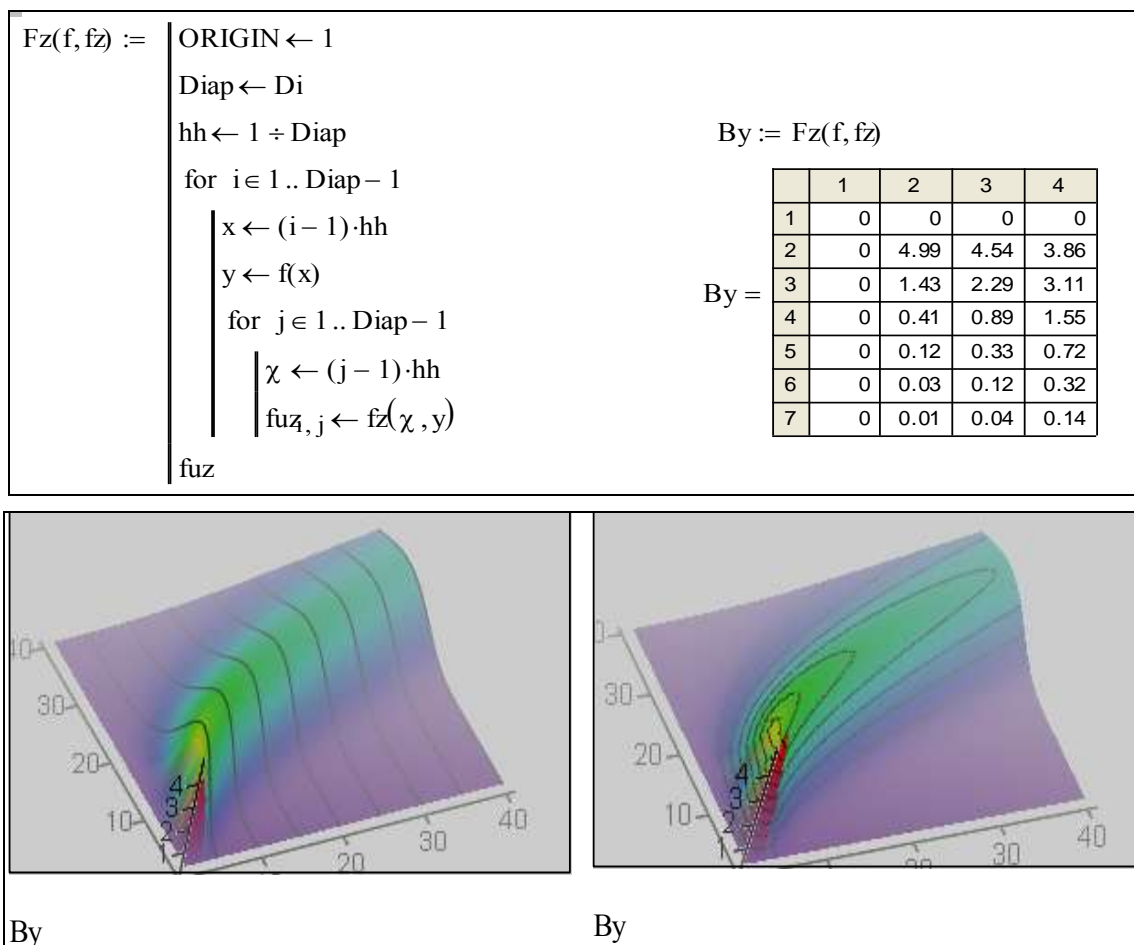 Fz(f, fz) := ORIGIN ← 1
Diap ← Di
hh ← 1 ÷ Diap
for i ∈ 1 .. Diap – 1
x ← (i – 1)·hh
y ← f(x)
for j ∈ 1 .. Diap – 1
χ ← (j – 1)·hh
fuz i, j ← fz(χ, y)
fuz
By := Fz(f, fz)
By =
1 2 3 4
1 0 0 0 0
2 0 4.99 4.54 3.86
3 0 1.43 2.29 3.11
4 0 0.41 0.89 1.55
5 0 0.12 0.33 0.72
6 0 0.03 0.12 0.32
7 0 0.01 0.04 0.14
40
30
20
10
4
3
2
1
20
30
40
By
30
20
10
4
3
2
1
20
30
40
By